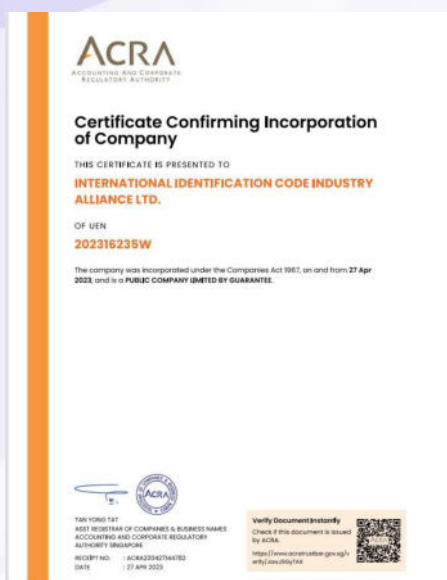 ACRA
ACCOUNTING AND CORPORATE
REGULATORY AUTHORITY
Certificate Confirming Incorporation
of Company
THIS CERTIFICATE IS PRESENTED TO
INTERNATIONAL IDENTIFICATION CODE INDUSTRY
ALLIANCE LTD.
OF UEN
202316235W
The company was incorporated under the Companies Act 1967, on and from 27 Apr
2023, and is a PUBLIC COMPANY LIMITED BY GUARANTEE.
ACRA
TAN YONG TAT
ASST REGISTRAR OF COMPANIES & BUSINESS NAMES
ACCOUNTING AND CORPORATE REGULATORY
AUTHORITY SINGAPORE
RECEIPT NO. :
DATE : 27 APR 2023
Verify Document Instantly
Check if this document is issued
by ACRA.